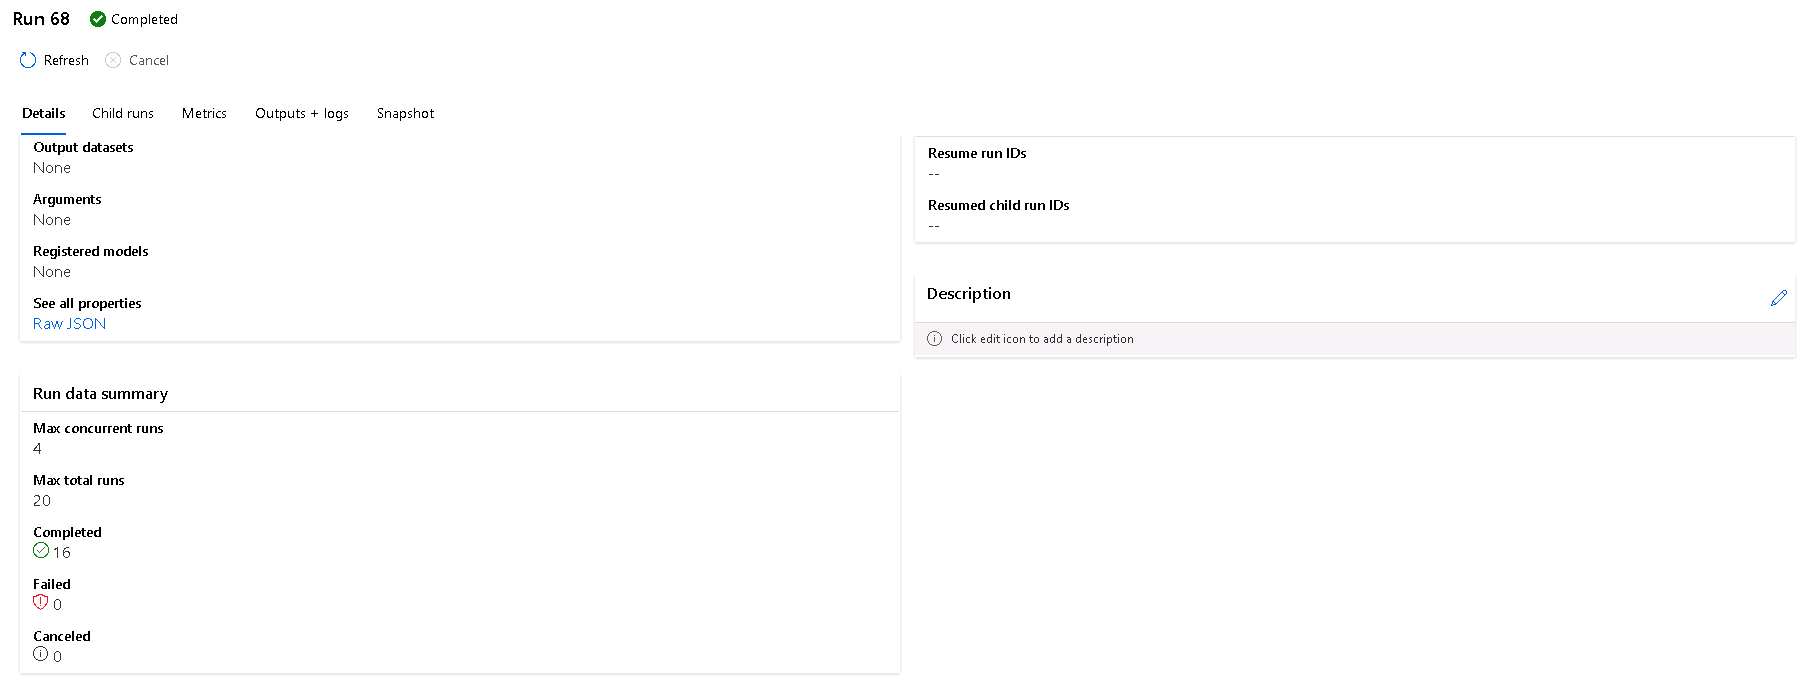 Run 68 Completed
Refresh Cancel
Details Child runs Metrics Outputs + logs Snapshot
Output datasets
None
Arguments
None
Registered models
None
See all properties
Raw JSON
Run data summary
Max concurrent runs
4
Max total runs
20
Completed
16
Failed
0
Canceled
0
Resume run IDs
--
Resumed child run IDs
--
Description
Click edit icon to add a description